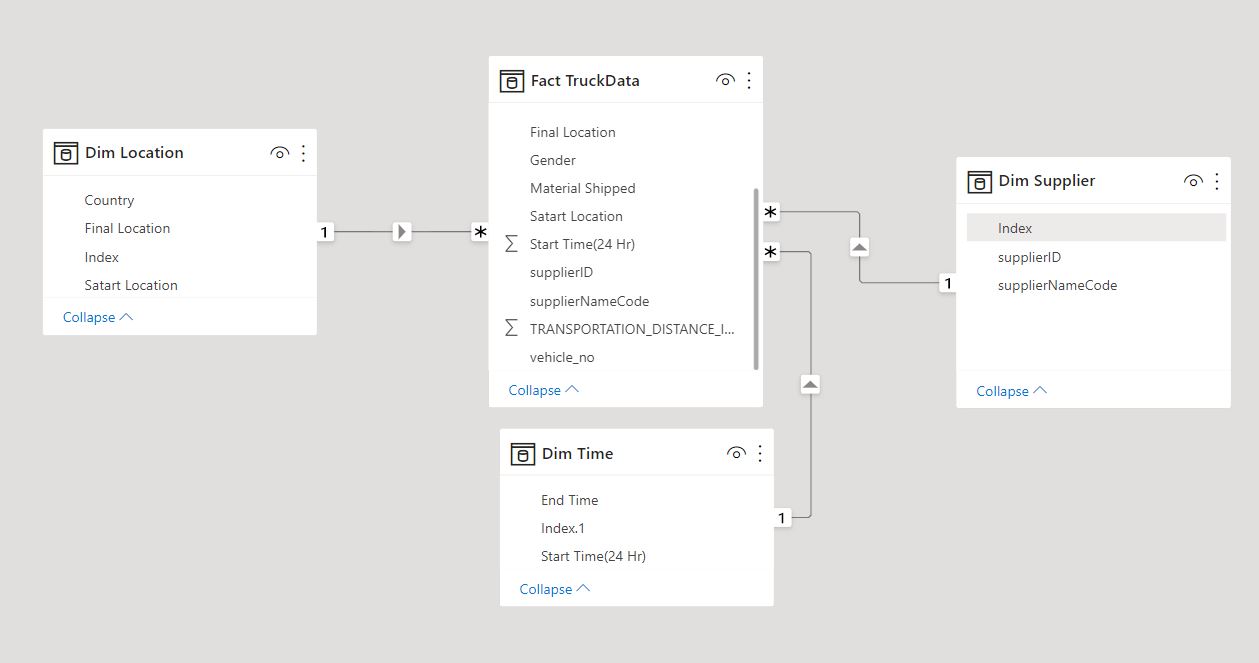 Dim Location
Country
Final Location
Index
Satart Location
Collapse
1
*
Fact TruckData
Final Location
Gender
Material Shipped
Satart Location
Start Time(24 Hr)
supplierID
supplierNameCode
TRANSPORTATION_DISTANCE_I...
vehicle_no
Collapse
*
*
1
Dim Supplier
Index
supplierID
supplierNameCode
Collapse
Dim Time
End Time
Index.1
Start Time(24 Hr)
Collapse
1